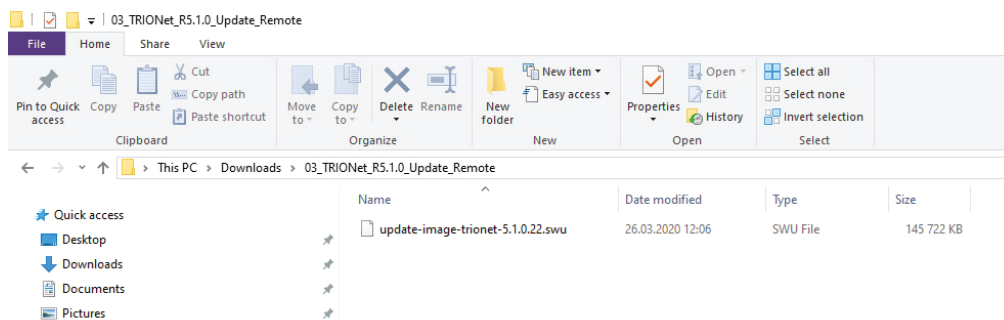 03_TRIONet_R5.1.0_Update_Remote
File Home Share View
Pin to Quick access
Copy
Paste
Cut
Copy path
Paste shortcut
Clipboard
Move to
Copy to
Delete
Rename
Organize
New folder
New item
Easy access
New
Properties
Open
Edit
History
Open
Select all
Select none
Invert selection
Select
This PC > Downloads > 03_TRIONet_R5.1.0_Update_Remote
Quick access
Desktop
Downloads
Documents
Pictures
Name Date modified Type Size
update-image-trionet-5.1.0.22.swu 26.03.2020 12:06 SWU File 145 722 KB